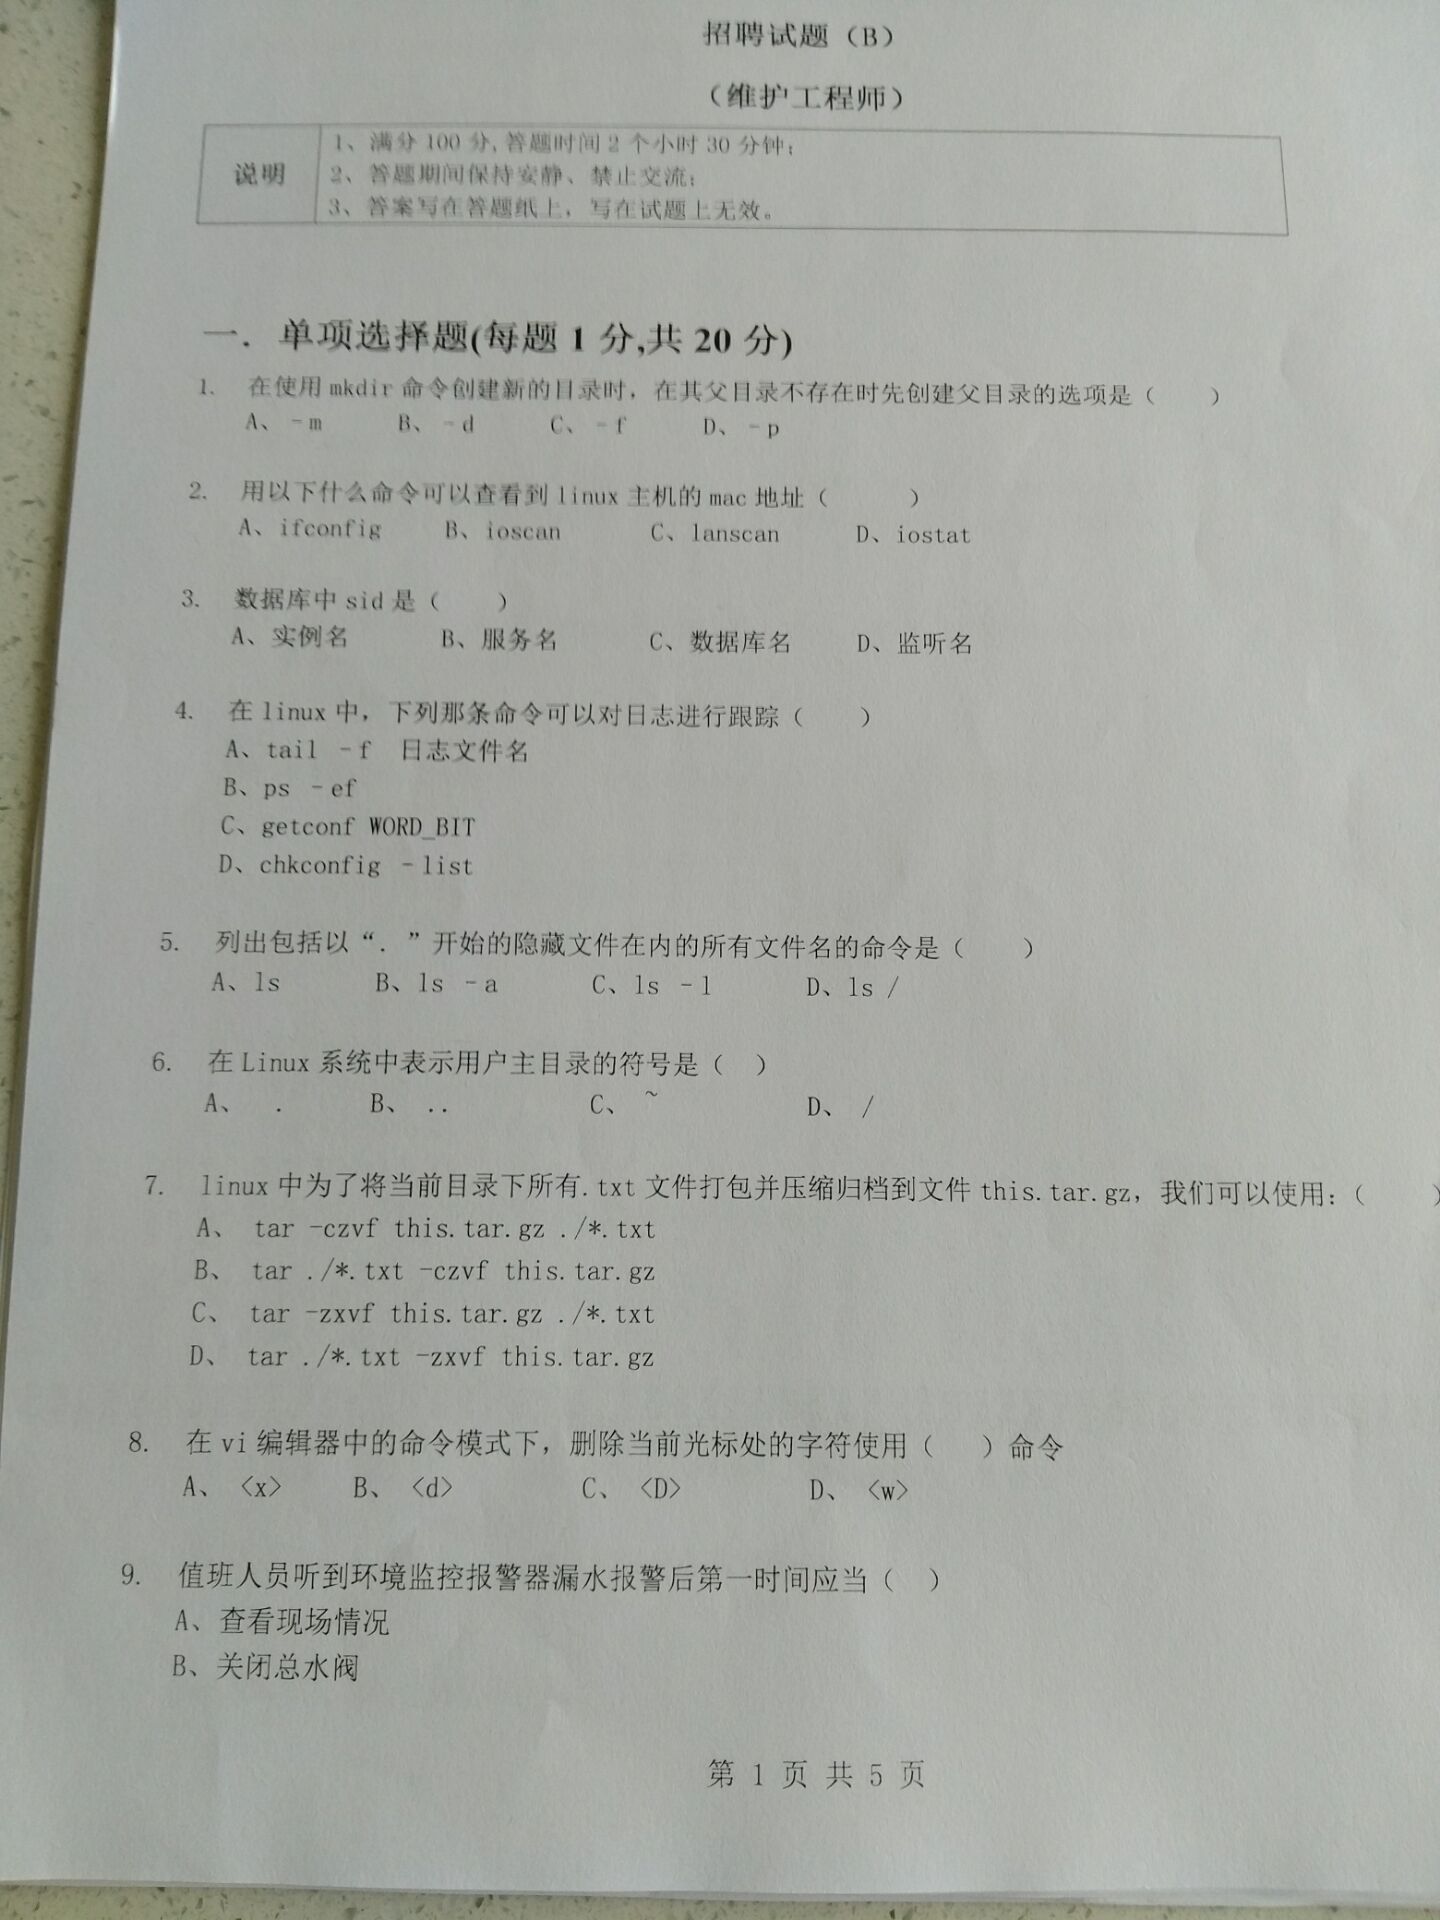 招聘试题（B）
（维护工程师）
说明
1、满分 100 分, 答题时间 2 个小时 30 分钟；
2、答题期间保持安静、禁止交流；
3、答案写在答题纸上，写在试题上无效。
一．单项选择题(每题 1 分,共 20 分)
1. 在使用 mkdir 命令创建新的目录时，在其父目录不存在时先创建父目录的选项是（ ）
A、－m B、－d C、－f D、－p
2. 用以下什么命令可以查看到 linux 主机的 mac 地址（ ）
A、ifconfig B、ioscan C、lanscan D、iostat
3. 数据库中 sid 是（ ）
A、实例名 B、服务名 C、数据库名 D、监听名
4. 在 linux 中，下列那条命令可以对日志进行跟踪（ ）
A、tail －f 日志文件名
B、ps －ef
C、getconf WORD_BIT
D、chkconfig －list
5. 列出包括以“．”开始的隐藏文件在内的所有文件名的命令是（ ）
A、ls B、ls －a C、ls －l D、ls /
6. 在 Linux 系统中表示用户主目录的符号是（ ）
A、 . B、 .. C、 ~ D、 /
7. linux 中为了将当前目录下所有.txt 文件打包并压缩归档到文件 this.tar.gz，我们可以使用：（ ）
A、 tar -czvf this.tar.gz ./*.txt
B、 tar ./*.txt -czvf this.tar.gz
C、 tar -zxvf this.tar.gz ./*.txt
D、 tar ./*.txt -zxvf this.tar.gz
8. 在 vi 编辑器中的命令模式下，删除当前光标处的字符使用（ ）命令
A、 <x> B、 <d> C、 <D> D、 <w>
9. 值班人员听到环境监控报警器漏水报警后第一时间应当（ ）
A、查看现场情况
B、关闭总水阀
第 1 页 共 5 页